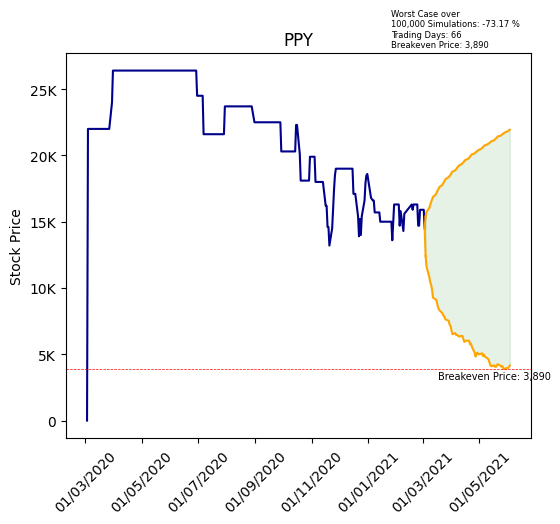 Worst Case over
100,000 Simulations: -73.17 %
Trading Days: 66
Breakeven Price: 3,890
PPY
Stock Price
25K
20K
15K
10K
5K
0
Breakeven Price: 3,890
01/03/2020
01/05/2020
01/07/2020
01/09/2020
01/11/2020
01/01/2021
01/03/2021
01/05/2021